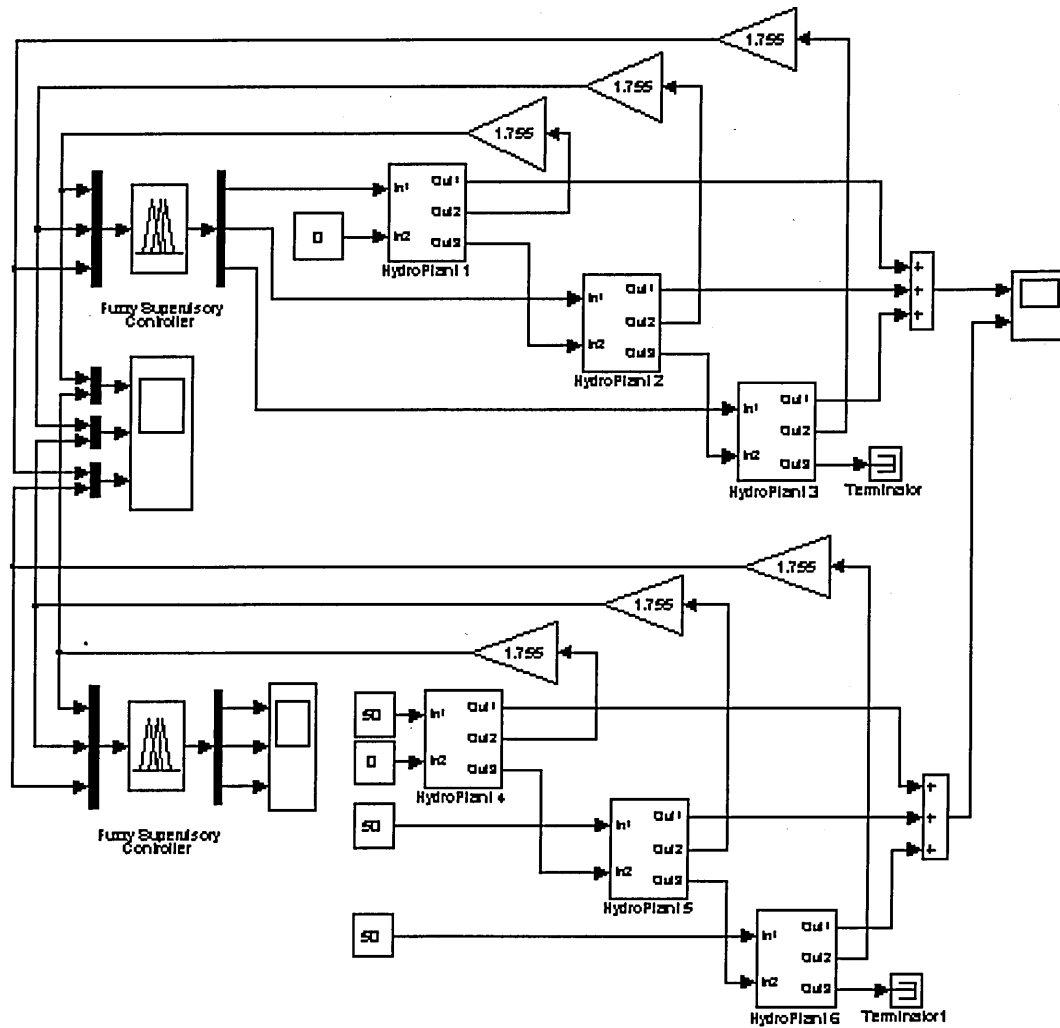 1.755
1.755
1.755
In1
In2
Out1
Out2
Out3
HydroPlant 1
0
Fuzzy Supervisory
Controller
In1
In2
Out1
Out2
Out3
HydroPlant 2
+
+
+
In1
In2
Out1
Out2
Out3
HydroPlant 3
Terminator
1.755
1.755
1.755
50
0
In1
In2
Out1
Out2
Out3
HydroPlant 4
Fuzzy Supervisory
Controller
50
In1
In2
Out1
Out2
Out3
HydroPlant 5
+
+
+
50
In1
In2
Out1
Out2
Out3
HydroPlant 6
Terminator1